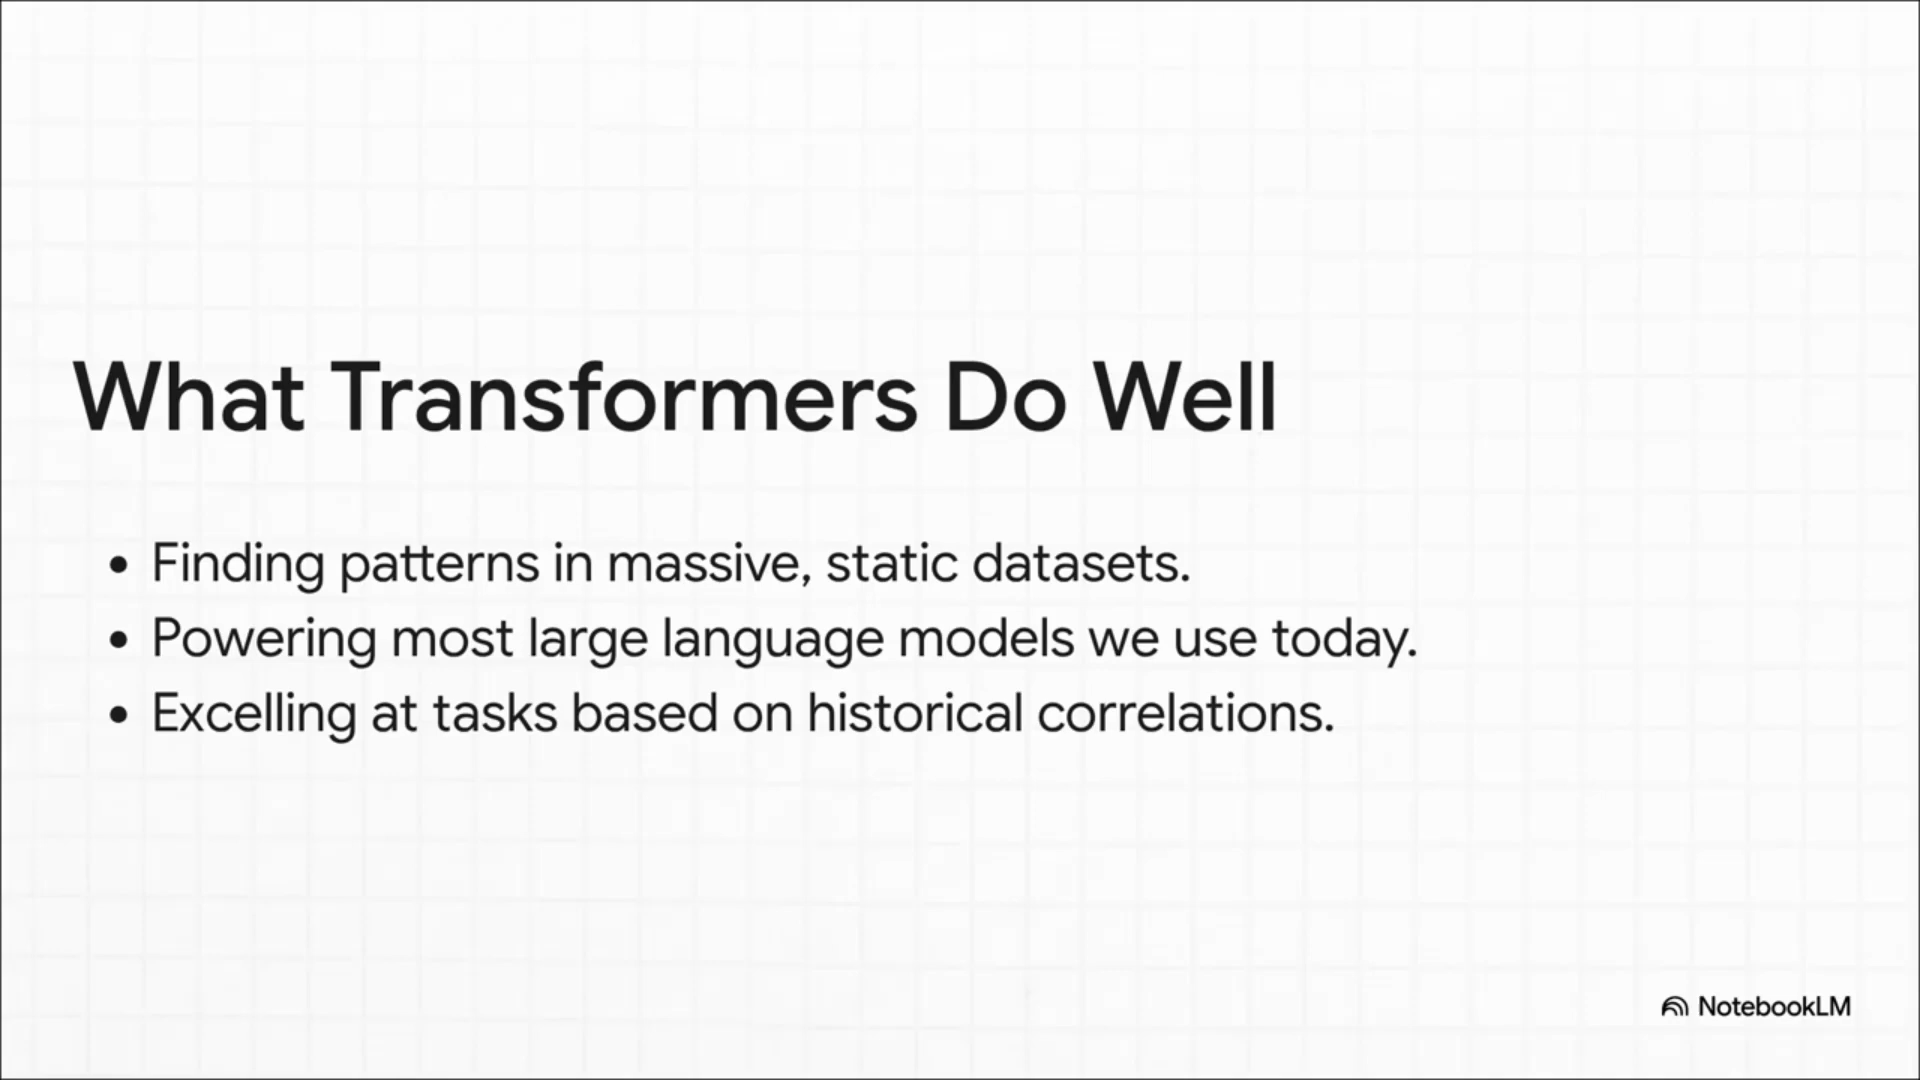 What Transformers Do Well
• Finding patterns in massive, static datasets.
• Powering most large language models we use today.
• Excelling at tasks based on historical correlations.
NotebookLM